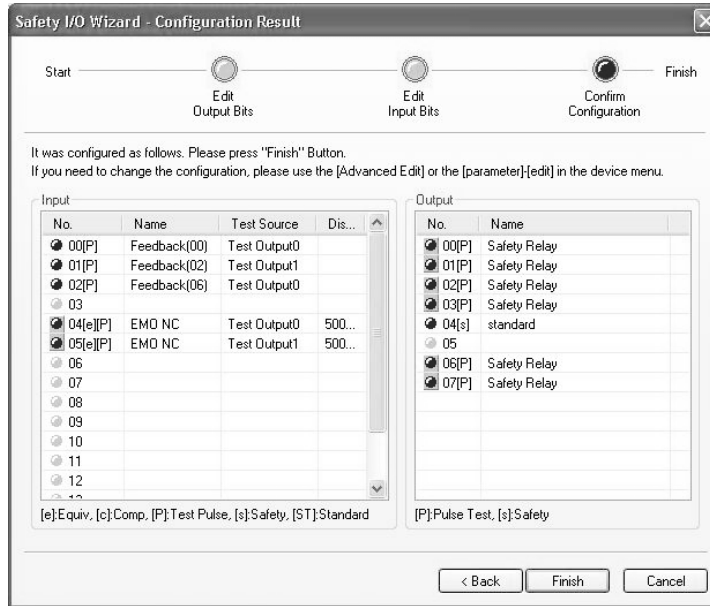 Safety I/O Wizard - Configuration Result
Start
Edit
Output Bits
Edit
Input Bits
Confirm
Configuration
Finish
It was configured as follows. Please press "Finish" Button.
If you need to change the configuration, please use the [Advanced Edit] or the [parameter]-[edit] in the device menu.
Input
No. Name Test Source Dis...
00[P] Feedback(00) Test Output0
01[P] Feedback(02) Test Output1
02[P] Feedback(06) Test Output0
03
04[e][P] EMO NC Test Output0 500...
05[e][P] EMO NC Test Output1 500...
06
07
08
09
10
11
12
[e]:Equiv, [c]:Comp, [P]:Test Pulse, [s]:Safety, [ST]:Standard
Output
No. Name
00[P] Safety Relay
01[P] Safety Relay
02[P] Safety Relay
03[P] Safety Relay
04[s] standard
05
06[P] Safety Relay
07[P] Safety Relay
[P]:Pulse Test, [s]:Safety
< Back
Finish
Cancel